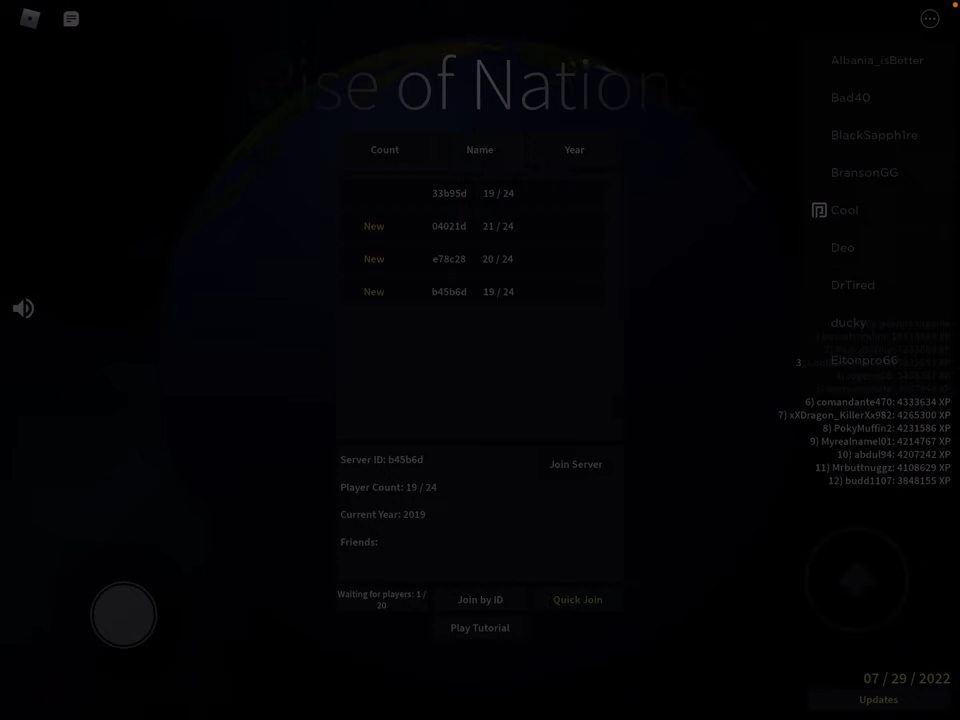 Rise of Nations
Count Name Year
33b95d 19 / 24
New 04021d 21 / 24
New e78c28 20 / 24
New b45b6d 19 / 24
Server ID: b45b6d
Join Server
Player Count: 19 / 24
Current Year: 2019
Friends:
Waiting for players: 1 /
20
Join by ID
Quick Join
Play Tutorial
Albania_isBetter
Bad40
BlackSapph1re
BransonGG
Cool
Deo
DrTired
ducky
Eltonpro66
6) comandante470: 4333634 XP
7) xXDragon_KillerXx982: 4265300 XP
8) PokyMuffin2: 4231586 XP
9) Myrealnamel01: 4214767 XP
10) abdul94: 4207242 XP
11) Mrbuttnuggz: 4108629 XP
12) budd1107: 3848155 XP
07 / 29 / 2022
Updates